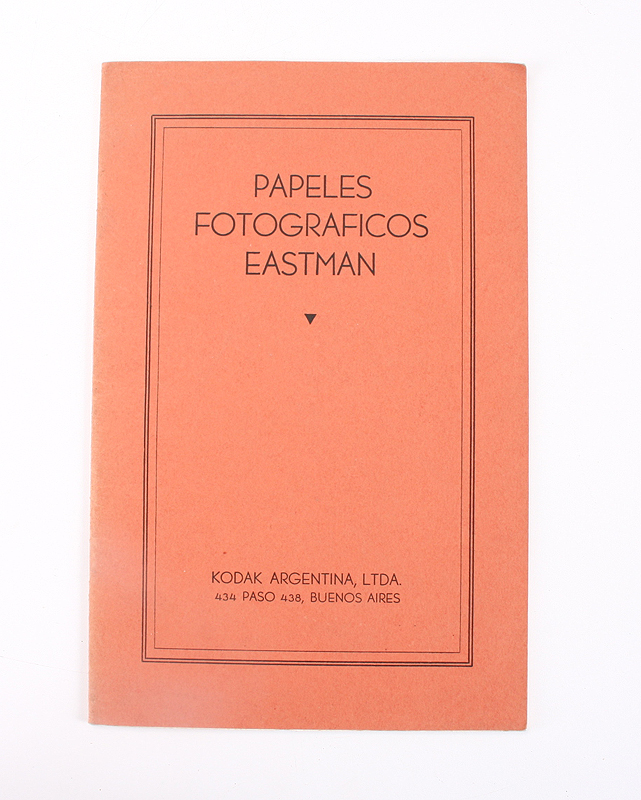 PAPELES
FOTOGRAFICOS
EASTMAN
KODAK ARGENTINA, LTDA.
434 PASO 438, BUENOS AIRES